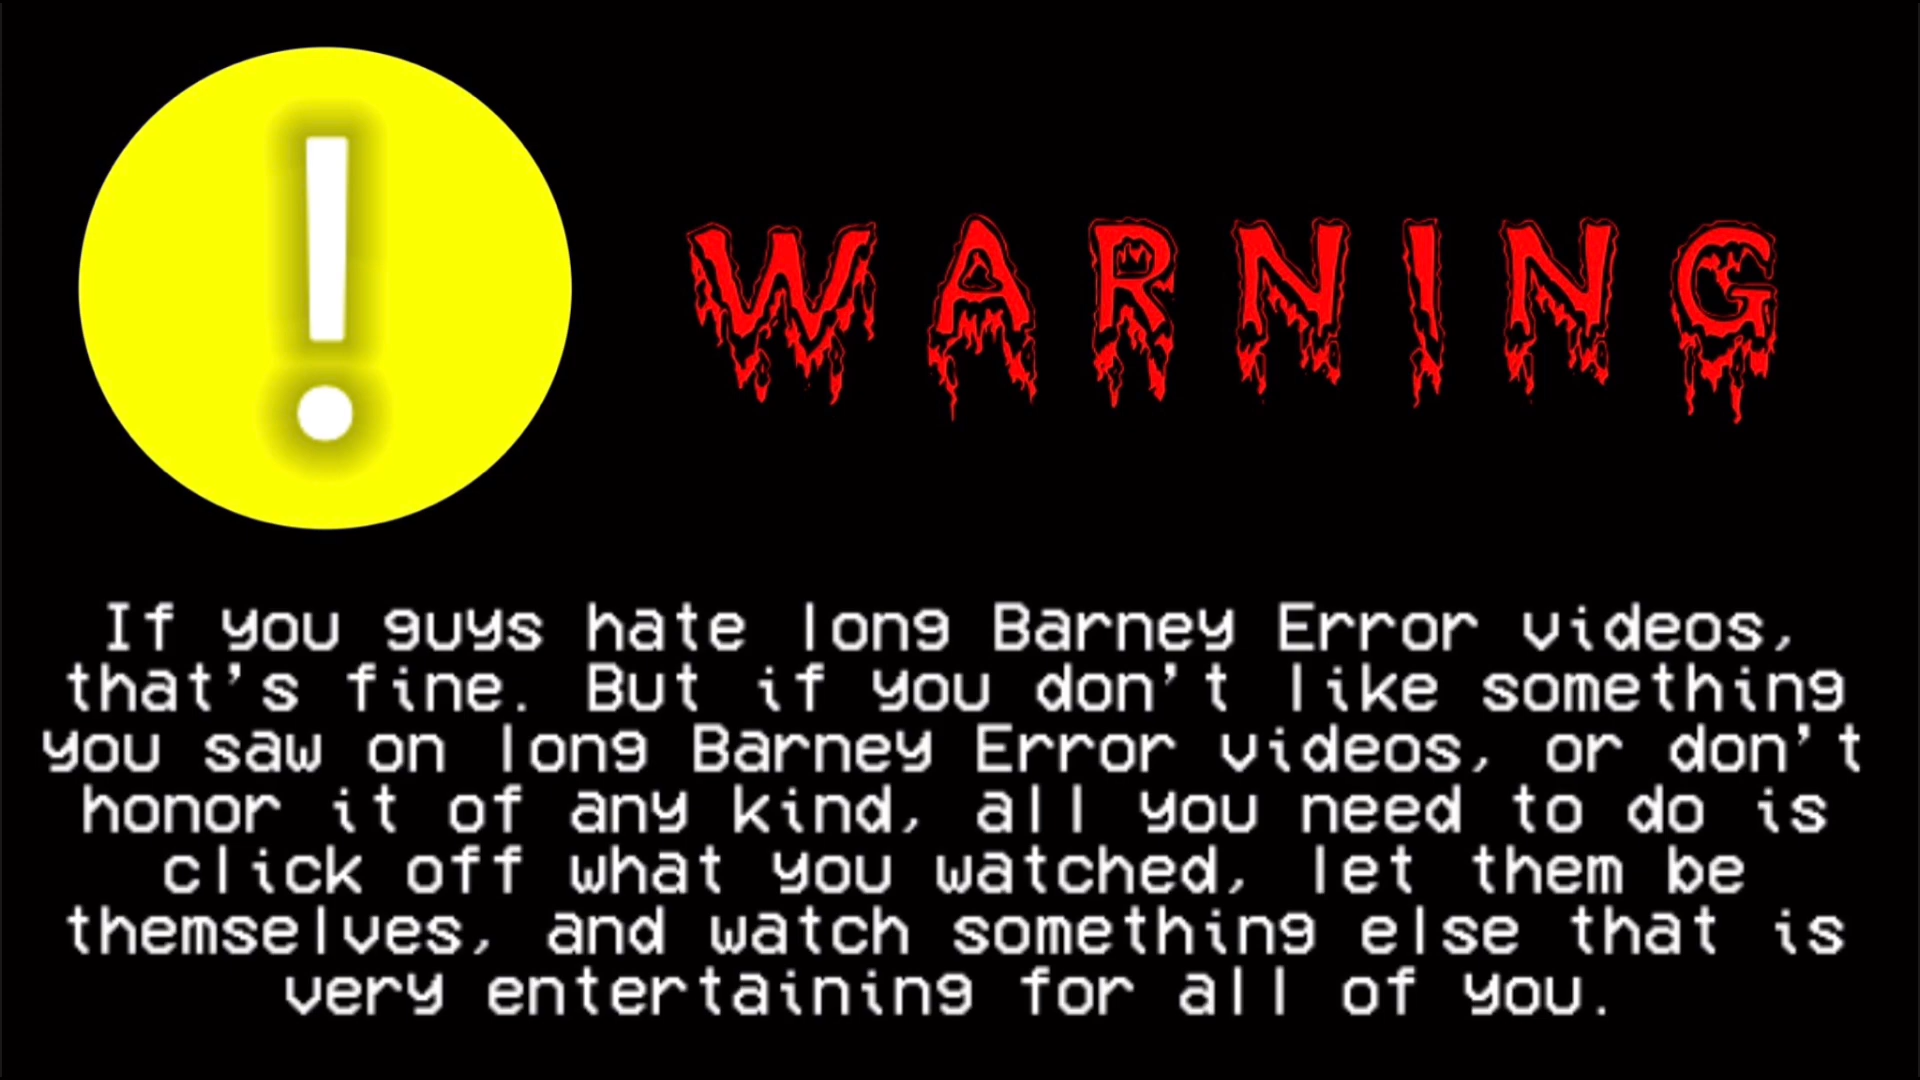 !
WARNING
If you guys hate long Barney Error videos,
that's fine. But if you don't like something
you saw on long Barney Error videos, or don't
honor it of any kind, all you need to do is
click off what you watched, let them be
themselves, and watch something else that is
very entertaining for all of you.